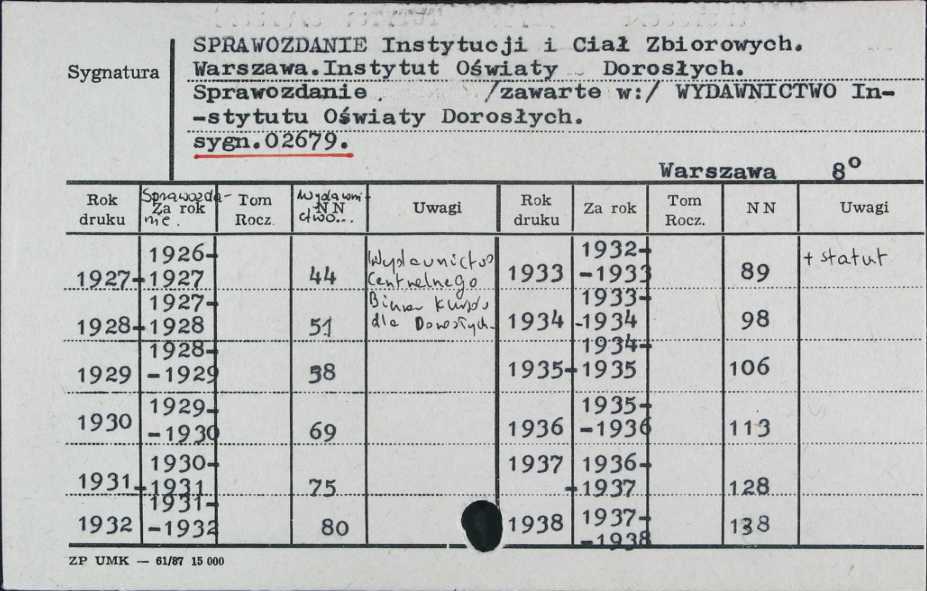 SPRAWOZDANIE Instytucji i Ciał Zbiorowych.
Sygnatura
Warszawa.Instytut Oświaty Dorosłych.
Sprawozdanie /zawarte w:/ WYDAWNICTWO In-
-stytutu Oświaty Dorosłych.
sygn.02679.
Warszawa 8°
Rok druku | Sprawozda-nie. Za rok | Tom Rocz. | Wydawni-ctwo... NN | Uwagi | Rok druku | Za rok | Tom Rocz. | NN | Uwagi
1927 | 1926-1927 | 44 | Wydawnictwo Centralnego Biura Kursów dla Dorosłych | 1933 | 1932-1933 | 89 | + statut
1928 | 1927-1928 | 51 | 1934 | 1933-1934 | 98
1929 | 1928-1929 | 58 | 1935 | 1934-1935 | 106
1930 | 1929-1930 | 69 | 1936 | 1935-1936 | 113
1931 | 1930-1931 | 75 | 1937 | 1936-1937 | 128
1932 | 1931-1932 | 80 | 1938 | 1937-1938 | 138
ZP UMK — 61/87 15 000